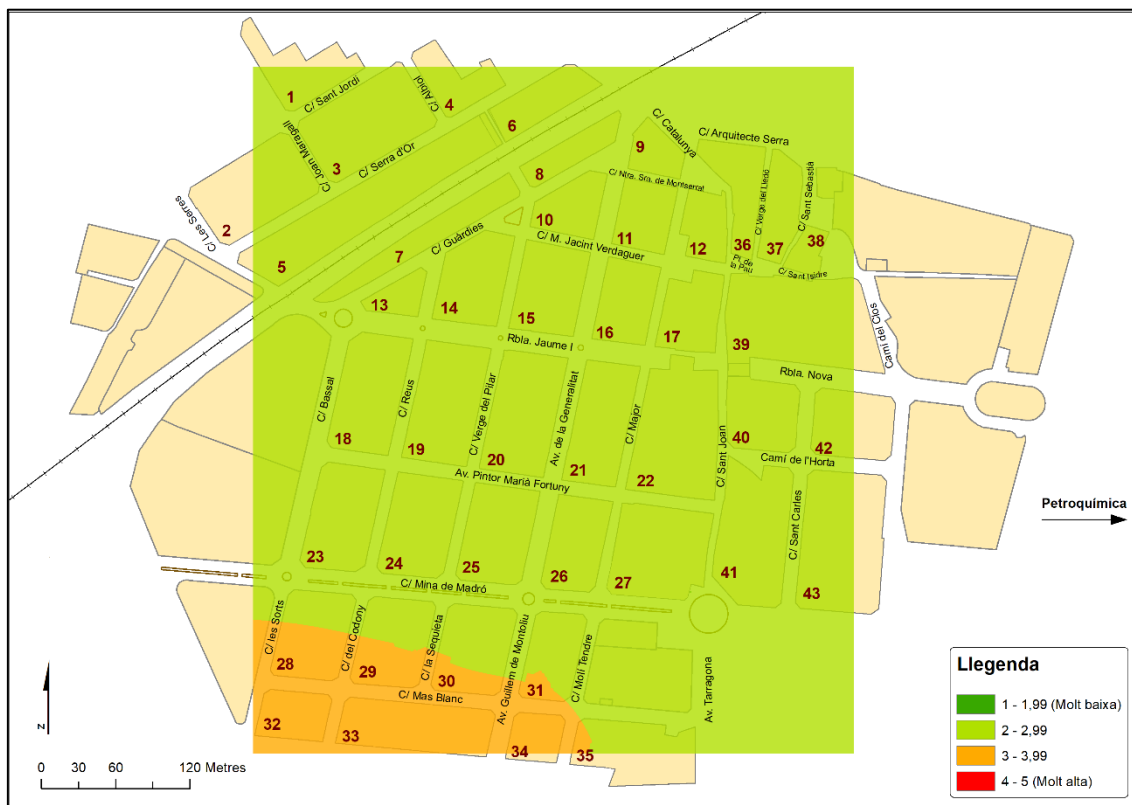 1
C/ Sant Jordi
C/ Albiol
4
6
C/ Joan Maragall
3
C/ Serra d'Or
8
9
C/ Catalunya
C/ Arquitecte Serra
C/ Ntra. Sra. de Montserrat
C/ Verge del Lledó
C/ Sant Sebastià
C/ Les Serres
2
5
7
C/ Guàrdies
10
C/ M. Jacint Verdaguer
11
12
36
Pl. de
la Pau
37
38
C/ Sant Isidre
Camí del Clos
13
14
15
Rbla. Jaume I
16
17
39
Rbla. Nova
C/ Bassal
C/ Reus
C/ Verge del Pilar
Av. de la Generalitat
C/ Major
C/ Sant Joan
18
19
20
Av. Pintor Marià Fortuny
21
22
40
42
Camí de l'Horta
C/ Sant Carles
Petroquímica
23
24
25
C/ Mina de Madró
26
27
41
43
C/ les Sorts
C/ del Codony
C/ la Sequieta
Av. Guillem de Montoliu
C/ Molí Tendre
Av. Tarragona
28
29
30
31
C/ Mas Blanc
32
33
34
35
N
0 30 60 120 Metres
Llegenda
1 - 1,99 (Molt baixa)
2 - 2,99
3 - 3,99
4 - 5 (Molt alta)